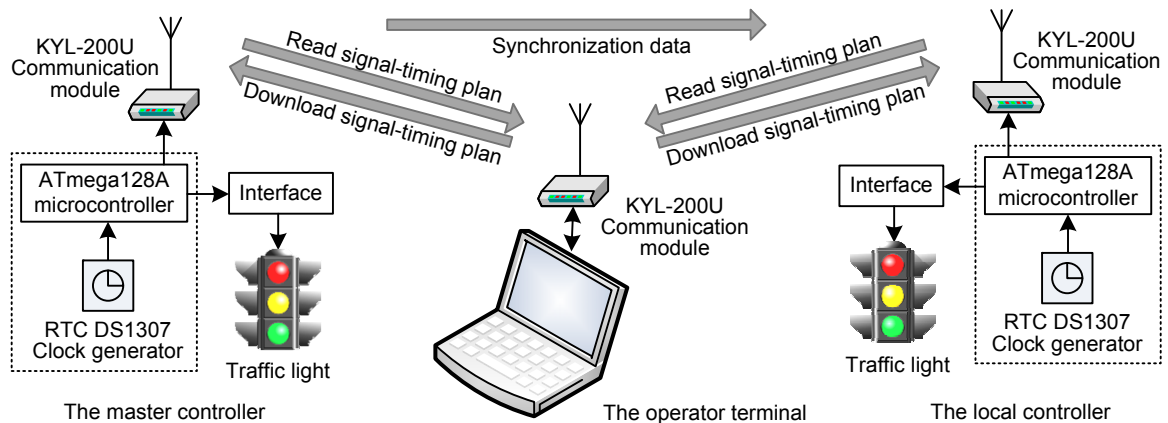 KYL-200U
Communication
module
Read signal-timing plan
Download signal-timing plan
Synchronization data
Read signal-timing plan
Download signal-timing plan
KYL-200U
Communication
module
ATmega128A
microcontroller
Interface
RTC DS1307
Clock generator
Traffic light
The master controller
KYL-200U
Communication
module
The operator terminal
Interface
ATmega128A
microcontroller
Traffic light
RTC DS1307
Clock generator
The local controller